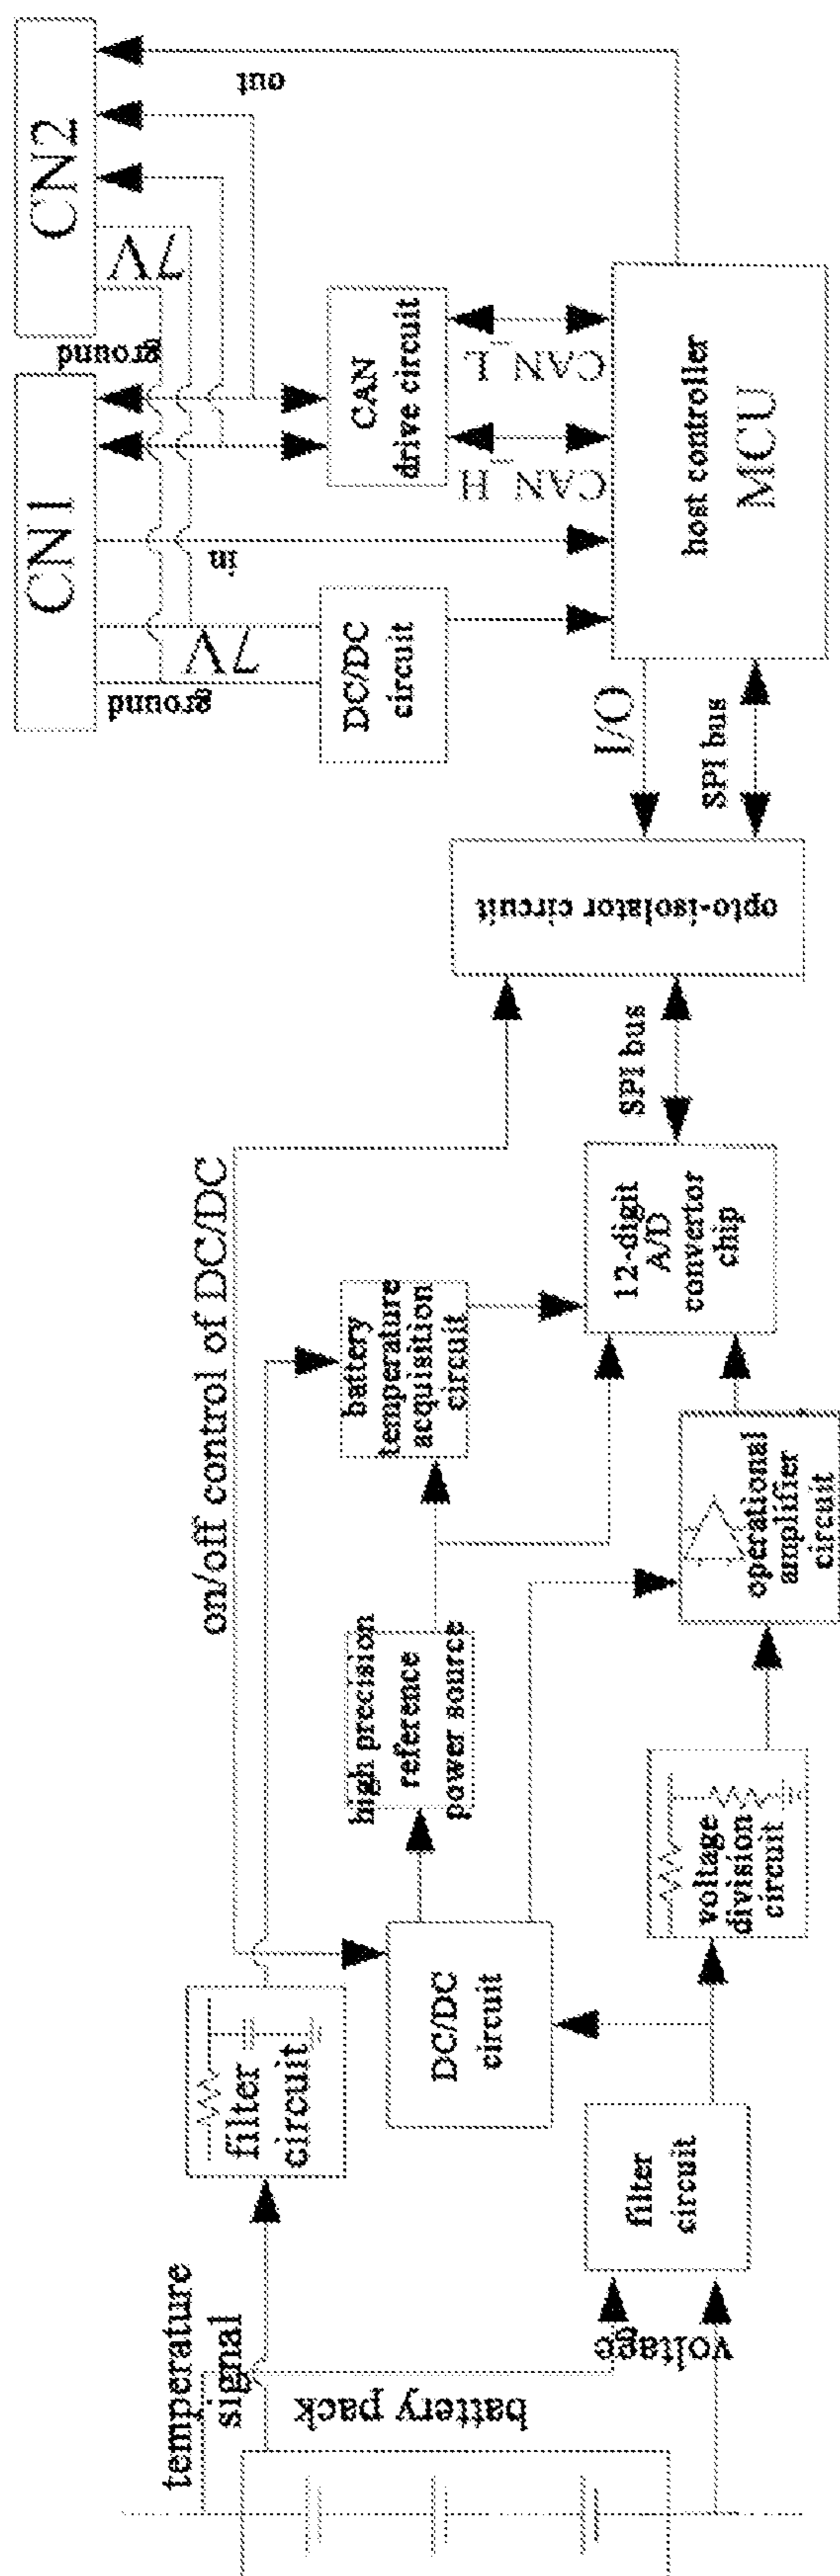 temperature
signal
battery pack
voltage
filter
circuit
filter
circuit
on/off control of DC/DC
DC/DC
circuit
voltage
division
circuit
high precision
reference
power source
operational
amplifier
circuit
battery
temperature
acquisition
circuit
12-digit
A/D
convertor
chip
SPI bus
opto-isolator circuit
I/O
SPI bus
CN1
ground
7V
in
DC/DC
circuit
CN2
ground
7V
out
CAN
drive circuit
CAN_H
CAN_L
host controller
MCU